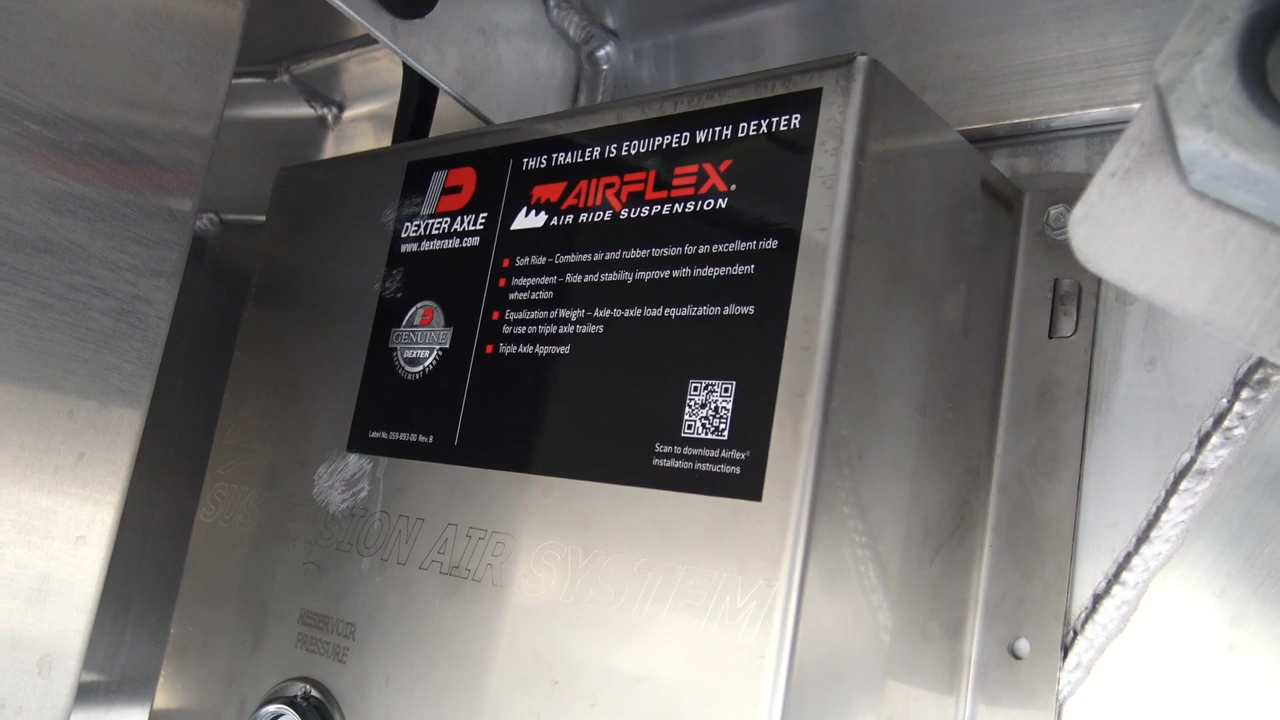 THIS TRAILER IS EQUIPPED WITH DEXTER
AIRFLEX®
AIR RIDE SUSPENSION
DEXTER AXLE
www.dexteraxle.com
Soft Ride – Combines air and rubber torsion for an excellent ride
Independent – Ride and stability improve with independent
wheel action
Equalization of Weight – Axle-to-axle load equalization allows
for use on triple axle trailers
Triple Axle Approved
GENUINE
DEXTER
REPLACEMENT PARTS
Label No. 059-893-00 Rev. B
Scan to download Airflex®
installation instructions
SUSPENSION AIR SYSTEM
RESERVOIR
PRESSURE